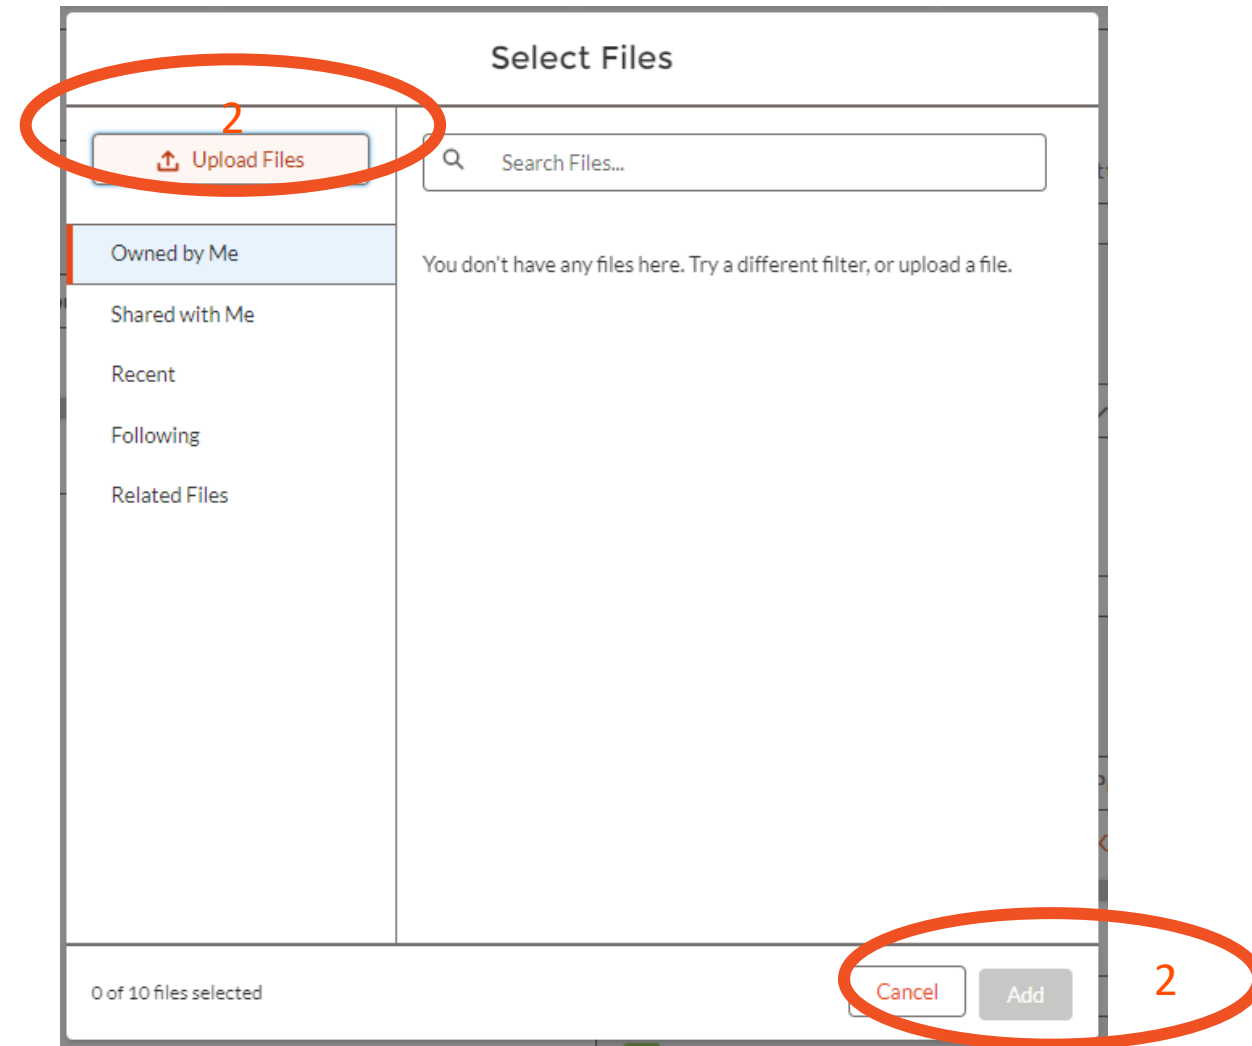 Select Files
2
Upload Files
Search Files...
Owned by Me
You don't have any files here. Try a different filter, or upload a file.
Shared with Me
Recent
Following
Related Files
0 of 10 files selected
Cancel
Add
2